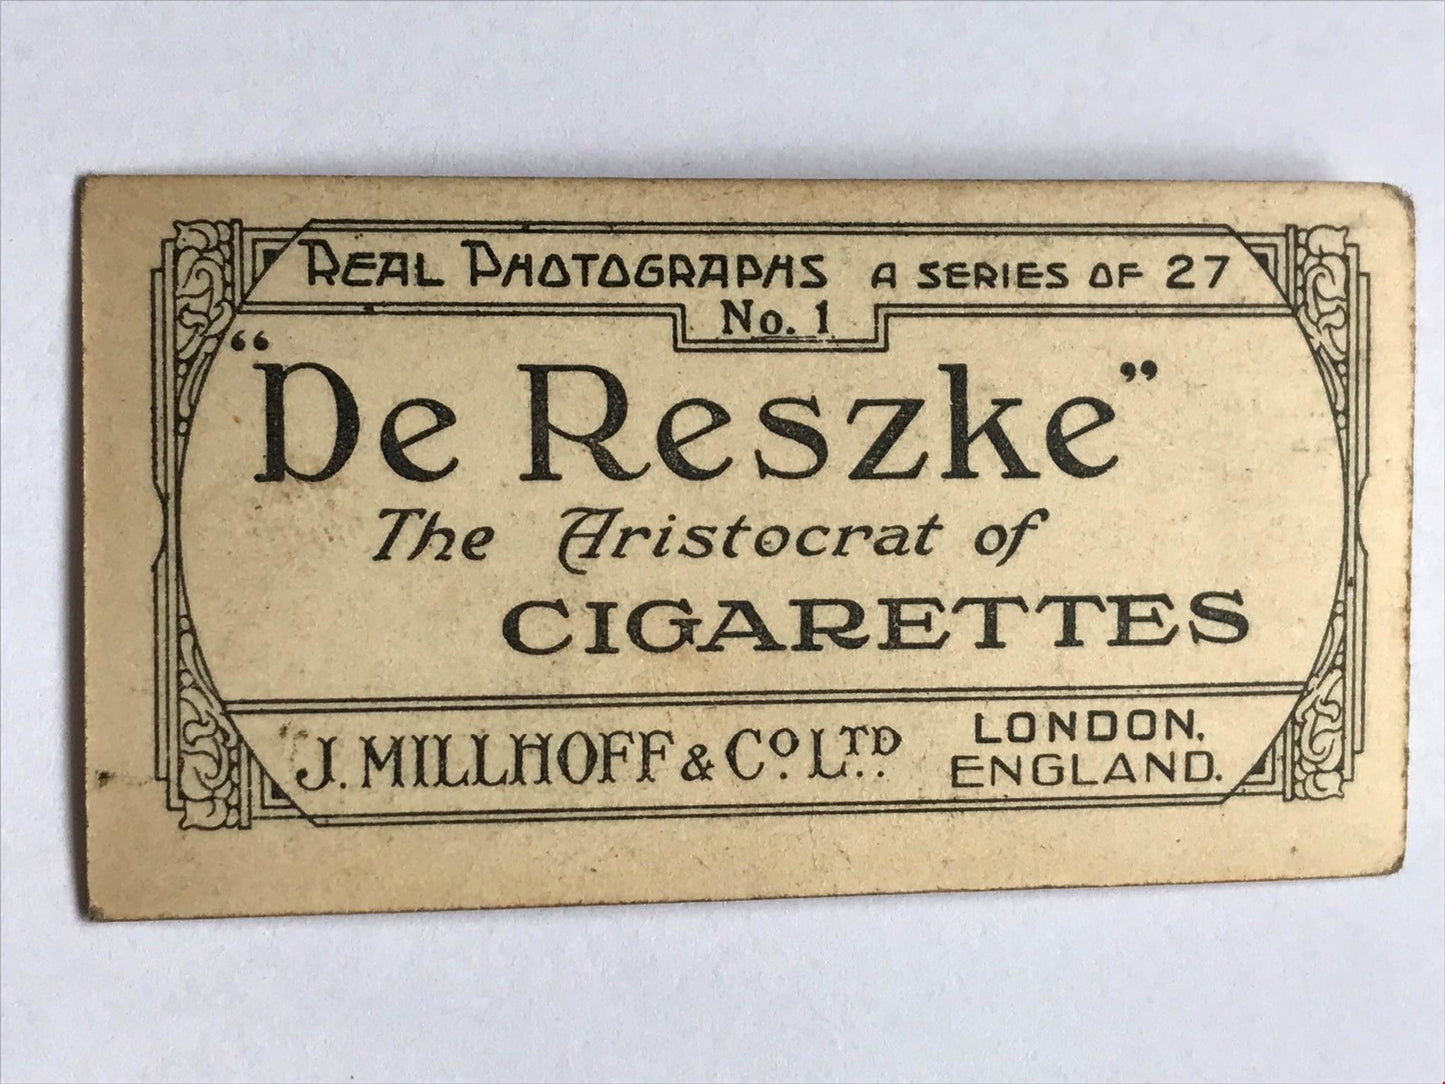 REAL PHOTOGRAPHS A SERIES OF 27
No. 1
"De Reszke"
The Aristocrat of
CIGARETTES
J. MILLHOFF & Co. LTD. LONDON, ENGLAND.